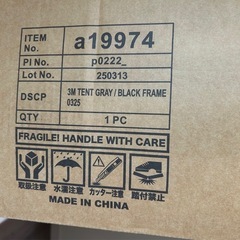 ITEM No. a19974
PI No. p0222_
Lot No. 250313
DSCP 3M TENT GRAY / BLACK FRAME 0325
QTY 1 PC
FRAGILE! HANDLE WITH CARE
取扱注意 水濡注意 カッター注意 踏付禁止
MADE IN CHINA